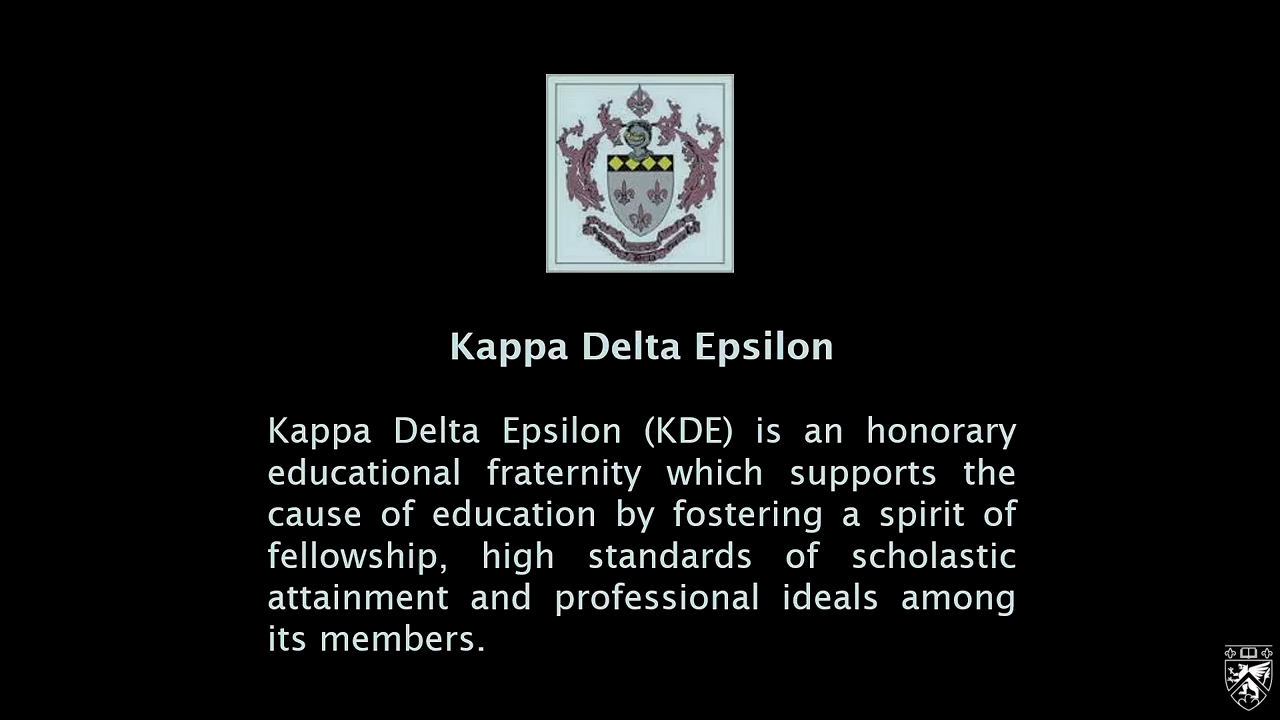 Kappa Delta Epsilon
Kappa Delta Epsilon (KDE) is an honorary
educational fraternity which supports the
cause of education by fostering a spirit of
fellowship, high standards of scholastic
attainment and professional ideals among
its members.